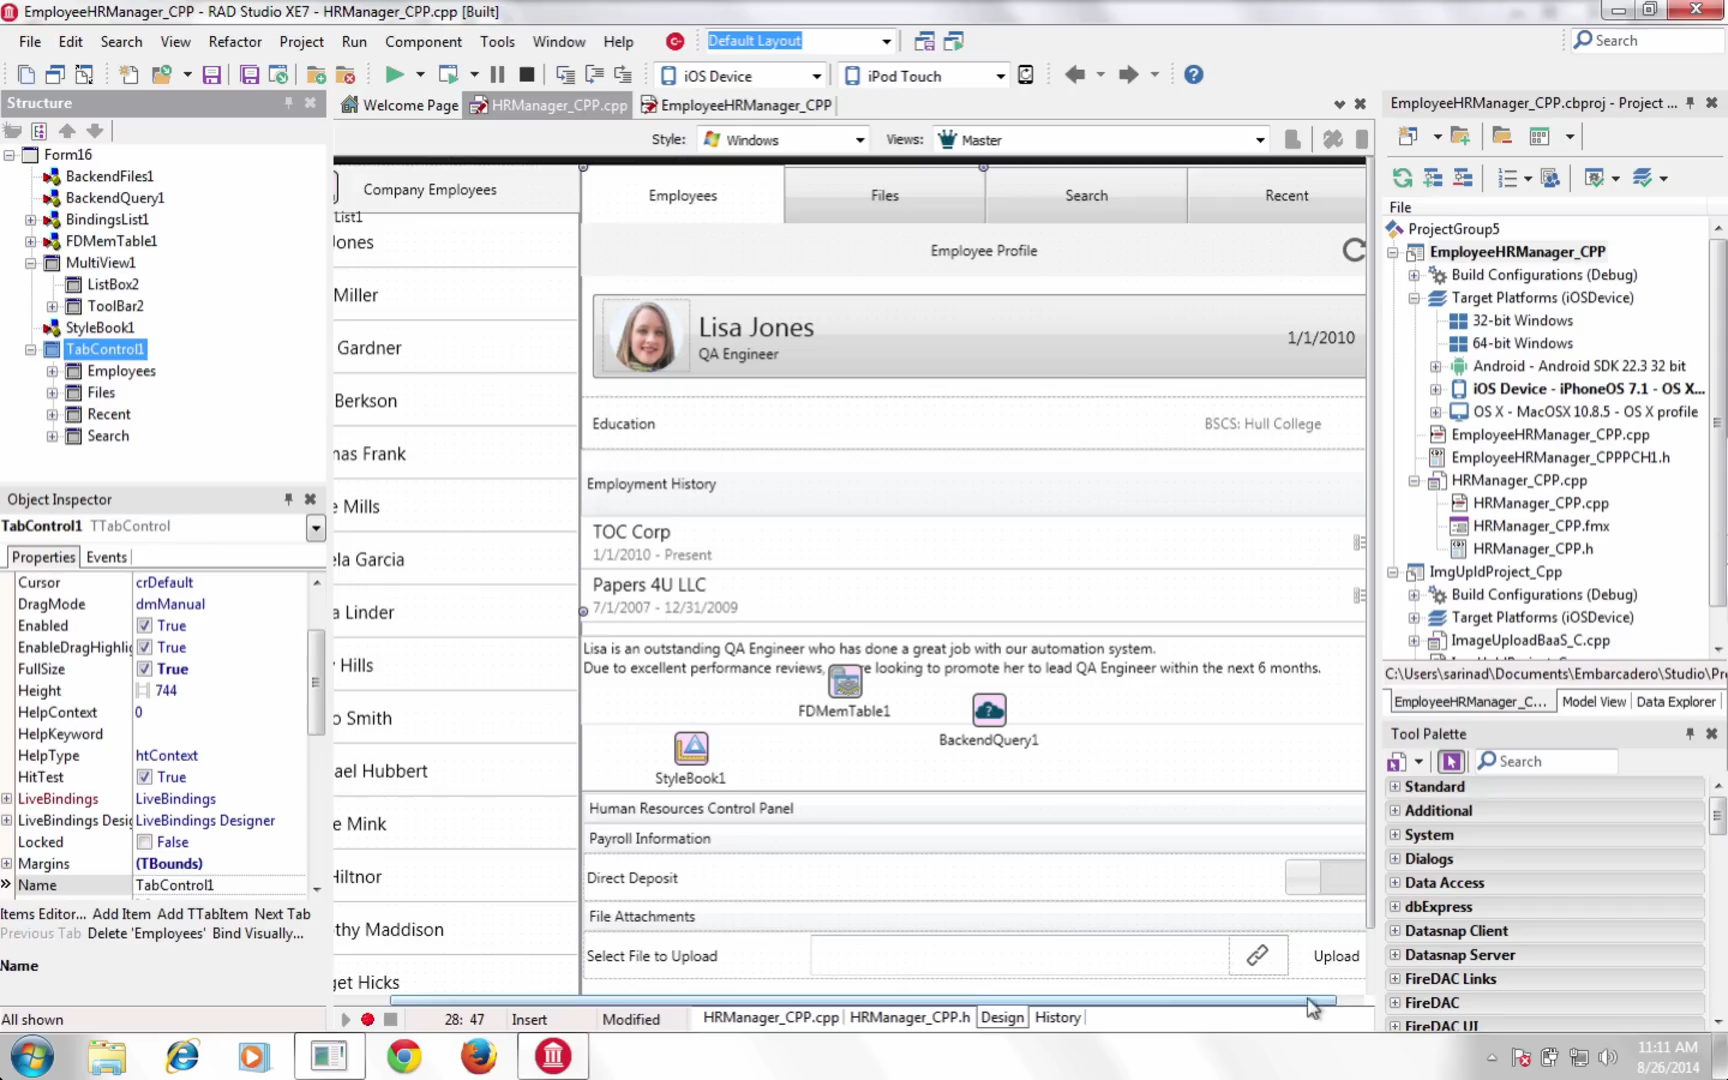 EmployeeHRManager_CPP - RAD Studio XE7 - HRManager_CPP.cpp [Built]
File Edit Search View Refactor Project Run Component Tools Window Help
Default Layout
Search
iOS Device
iPod Touch
Structure
Form16
BackendFiles1
BackendQuery1
BindingsList1
FDMemTable1
MultiView1
ListBox2
ToolBar2
StyleBook1
TabControl1
Employees
Files
Recent
Search
Object Inspector
TabControl1 TTabControl
Properties Events
Cursor crDefault
DragMode dmManual
Enabled True
EnableDragHighli True
FullSize True
Height 744
HelpContext 0
HelpKeyword
HelpType htContext
HitTest True
LiveBindings LiveBindings
LiveBindings Desig LiveBindings Designer
Locked False
Margins (TBounds)
Name TabControl1
Items Editor... Add Item Add TTabItem Next Tab
Previous Tab Delete 'Employees' Bind Visually...
Name
All shown
Welcome Page HRManager_CPP.cpp EmployeeHRManager_CPP
Style: Windows Views: Master
Company Employees
List1
Jones
Miller
Gardner
Berkson
nas Frank
e Mills
ela Garcia
a Linder
y Hills
o Smith
ael Hubbert
e Mink
Hiltnor
thy Maddison
get Hicks
Employees Files Search Recent
Employee Profile
Lisa Jones
QA Engineer
1/1/2010
Education BSCS: Hull College
Employment History
TOC Corp
1/1/2010 - Present
Papers 4U LLC
7/1/2007 - 12/31/2009
Lisa is an outstanding QA Engineer who has done a great job with our automation system.
Due to excellent performance reviews, re looking to promote her to lead QA Engineer within the next 6 months.
FDMemTable1
BackendQuery1
StyleBook1
Human Resources Control Panel
Payroll Information
Direct Deposit
File Attachments
Select File to Upload Upload
28: 47 Insert Modified HRManager_CPP.cpp HRManager_CPP.h Design History
EmployeeHRManager_CPP.cbproj - Project ...
File
ProjectGroup5
EmployeeHRManager_CPP
Build Configurations (Debug)
Target Platforms (iOSDevice)
32-bit Windows
64-bit Windows
Android - Android SDK 22.3 32 bit
iOS Device - iPhoneOS 7.1 - OS X...
OS X - MacOSX 10.8.5 - OS X profile
EmployeeHRManager_CPP.cpp
EmployeeHRManager_CPPPCH1.h
HRManager_CPP.cpp
HRManager_CPP.cpp
HRManager_CPP.fmx
HRManager_CPP.h
ImgUpldProject_Cpp
Build Configurations (Debug)
Target Platforms (iOSDevice)
ImageUploadBaaS_C.cpp
C:\Users\sarinad\Documents\Embarcadero\Studio\Pr
EmployeeHRManager_C... Model View Data Explorer
Tool Palette
Search
Standard
Additional
System
Dialogs
Data Access
dbExpress
Datasnap Client
Datasnap Server
FireDAC Links
FireDAC
FireDAC UI
11:11 AM
8/26/2014